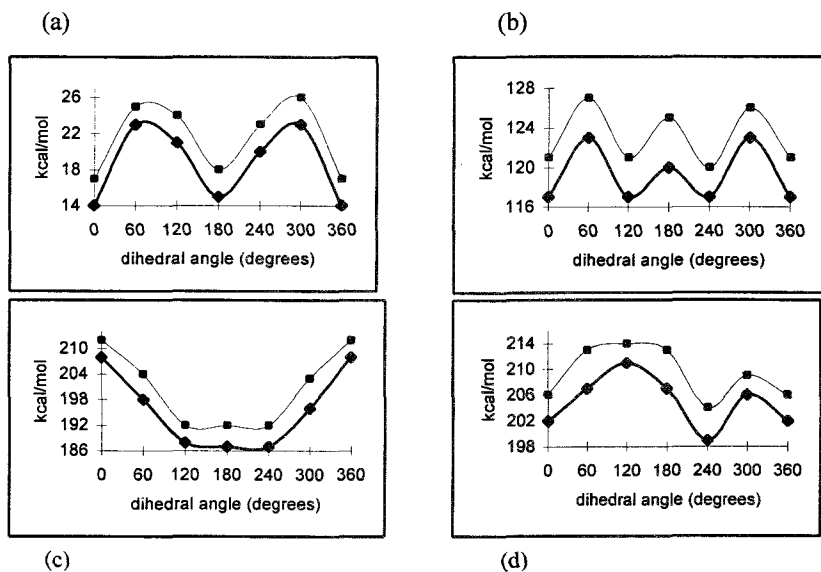 (a)
(b)
26
22
18
14
kcal/mol
0 60 120 180 240 300 360
dihedral angle (degrees)
128
124
120
116
kcal/mol
0 60 120 180 240 300 360
dihedral angle (degrees)
210
204
198
192
186
kcal/mol
0 60 120 180 240 300 360
dihedral angle (degrees)
214
210
206
202
198
kcal/mol
0 60 120 180 240 300 360
dihedral angle (degrees)
(c)
(d)